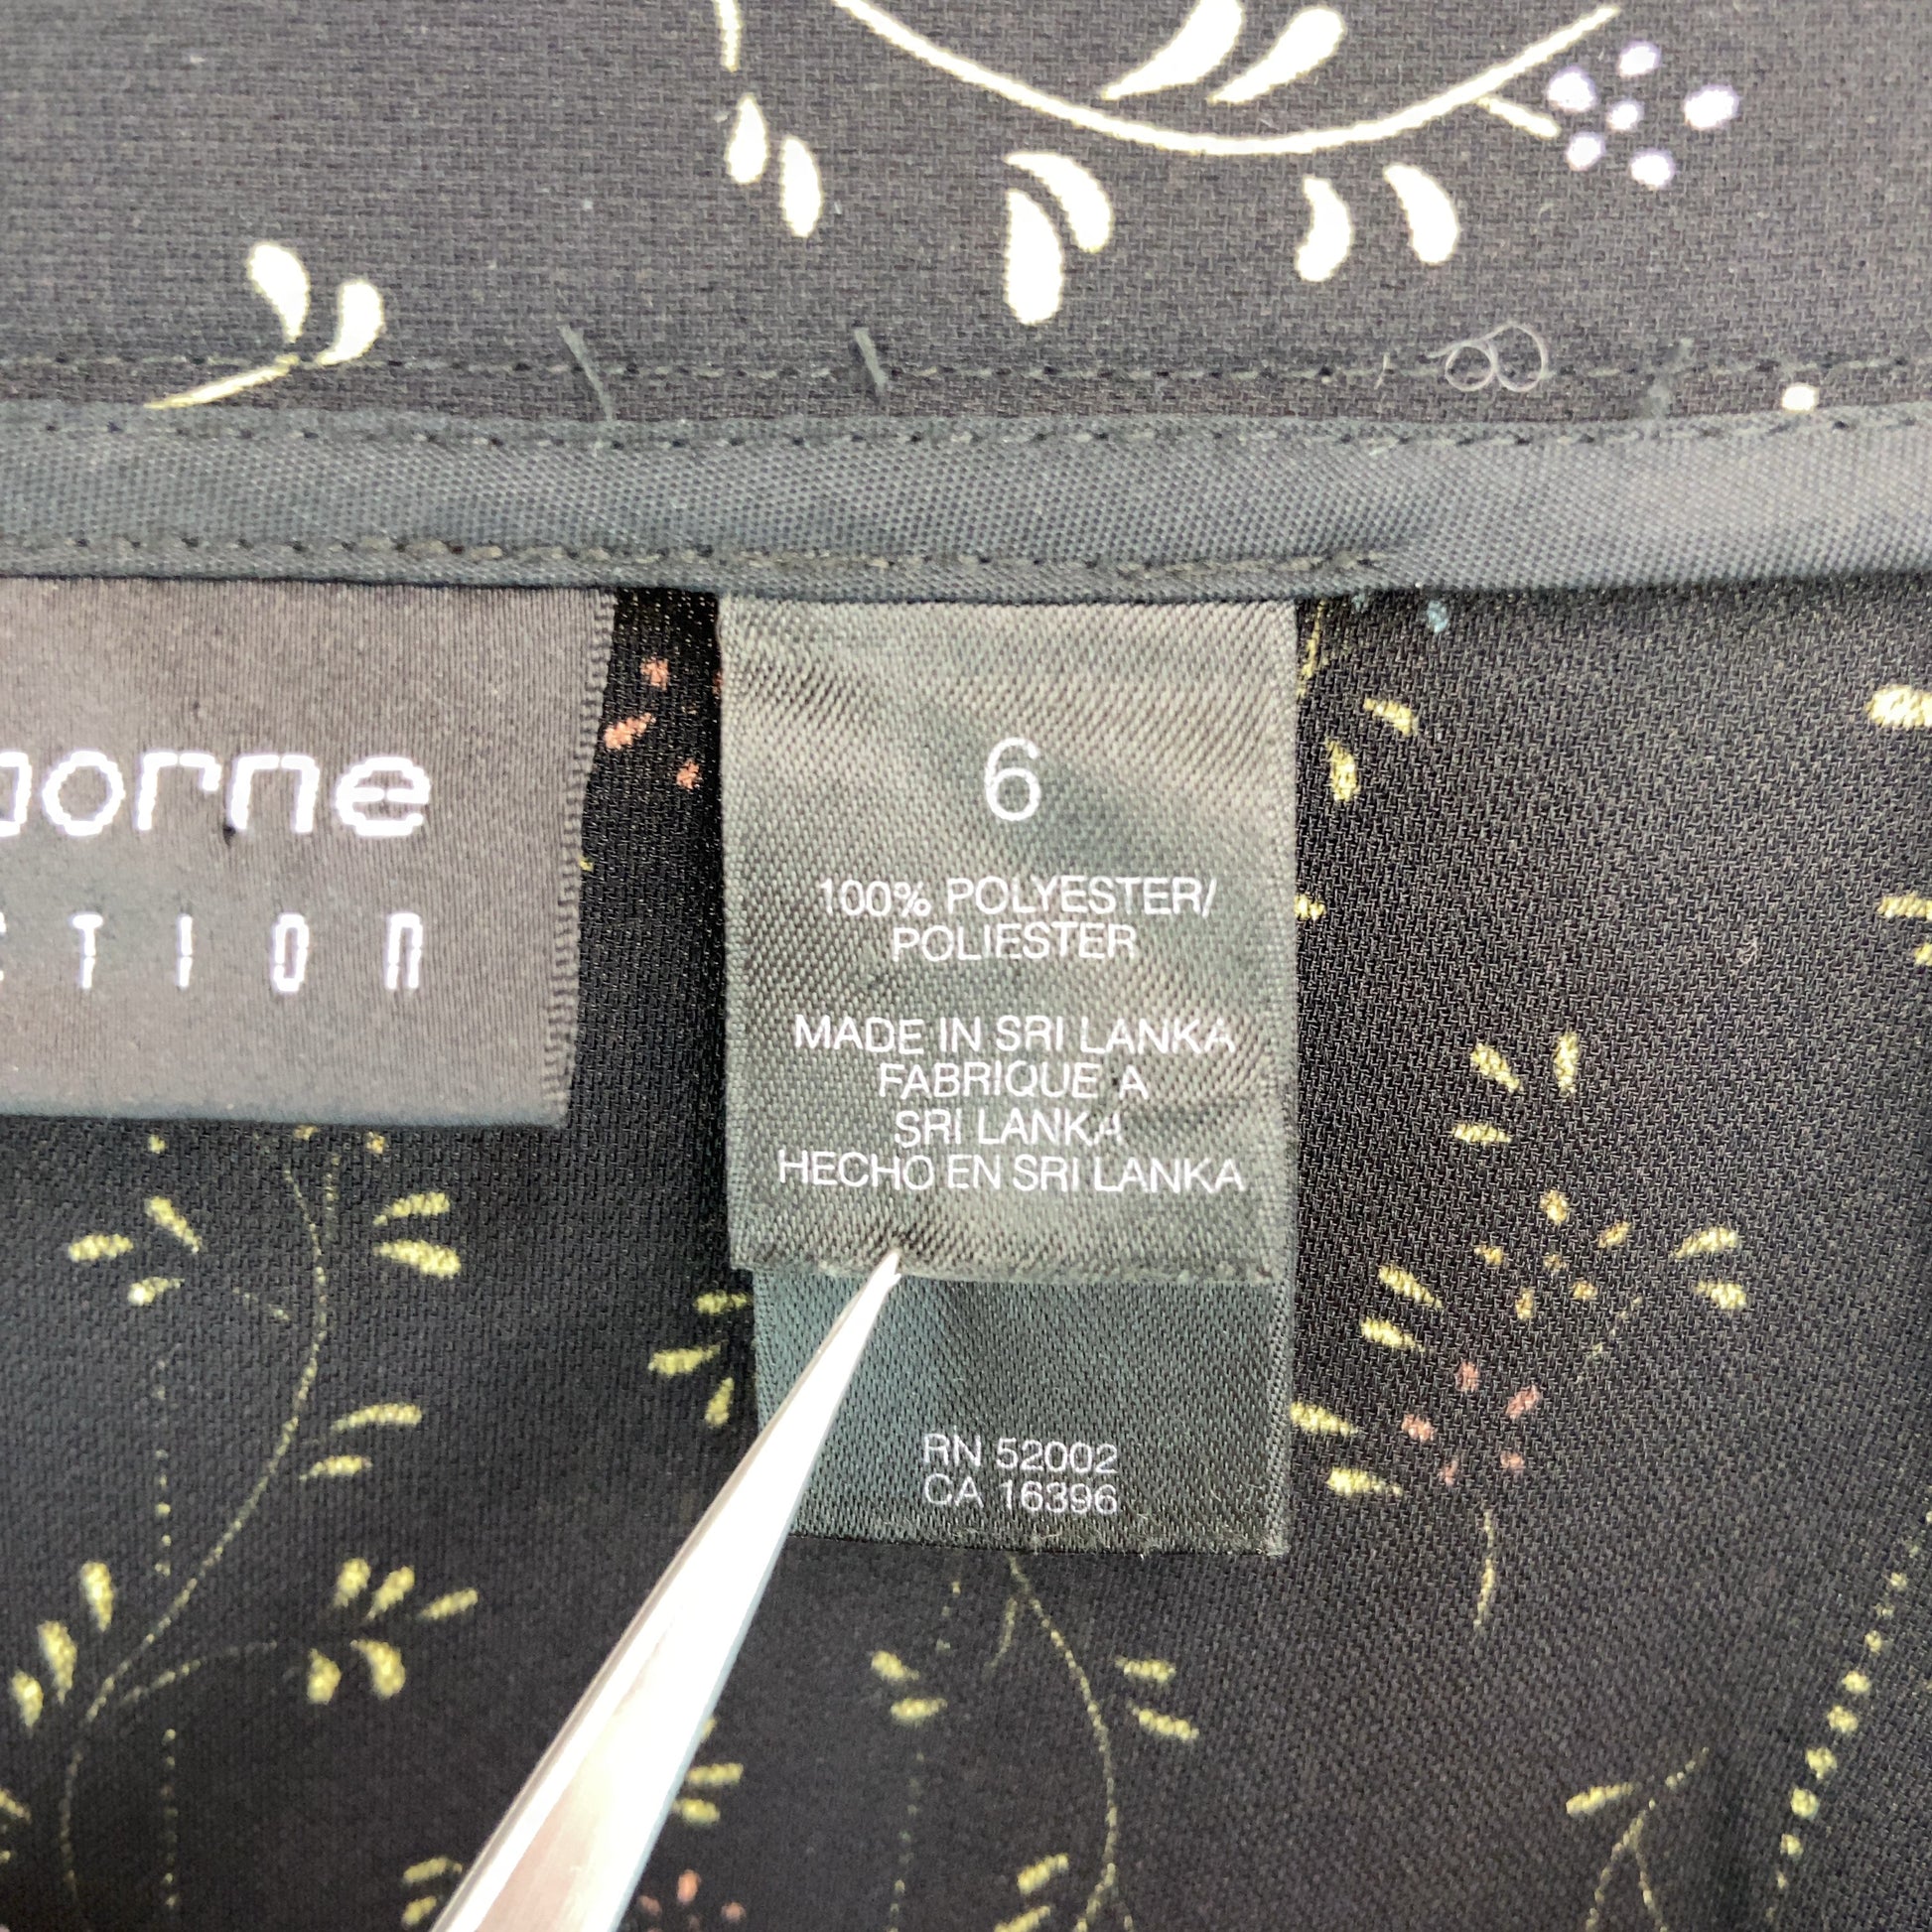 orne
CTION
6
100% POLYESTER/
POLIESTER
MADE IN SRI LANKA
FABRIQUE A
SRI LANKA
HECHO EN SRI LANKA
RN 52002
CA 16396